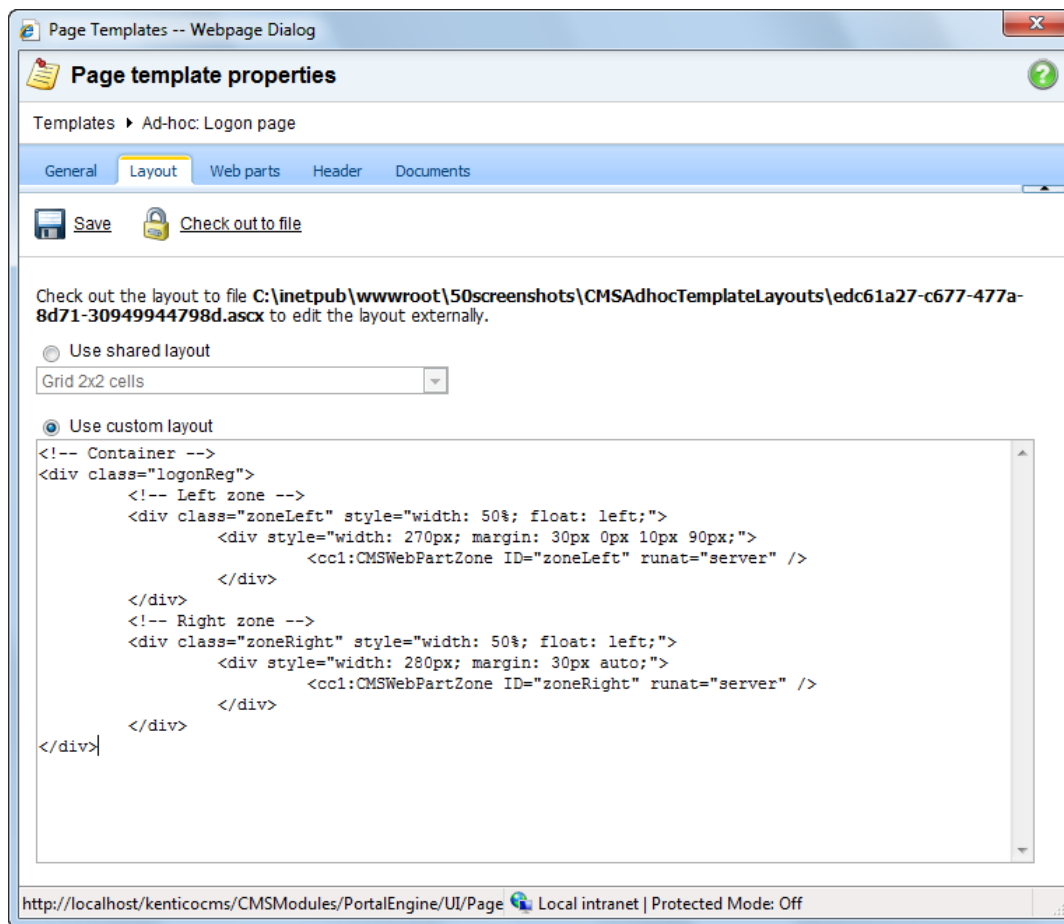 Page Templates -- Webpage Dialog
x
Page template properties
?
Templates ▸ Ad-hoc: Logon page
General Layout Web parts Header Documents
Save Check out to file
Check out the layout to file C:\inetpub\wwwroot\50screenshots\CMSAdhocTemplateLayouts\edc61a27-c677-477a-
8d71-30949944798d.ascx to edit the layout externally.
Use shared layout
Grid 2x2 cells
Use custom layout
<!-- Container -->
<div class="logonReg">
<!-- Left zone -->
<div class="zoneLeft" style="width: 50%; float: left;">
<div style="width: 270px; margin: 30px 0px 10px 90px;">
<cc1:CMSWebPartZone ID="zoneLeft" runat="server" />
</div>
</div>
<!-- Right zone -->
<div class="zoneRight" style="width: 50%; float: left;">
<div style="width: 280px; margin: 30px auto;">
<cc1:CMSWebPartZone ID="zoneRight" runat="server" />
</div>
</div>
</div>
http://localhost/kenticocms/CMSModules/PortalEngine/UI/Page Local intranet | Protected Mode: Off